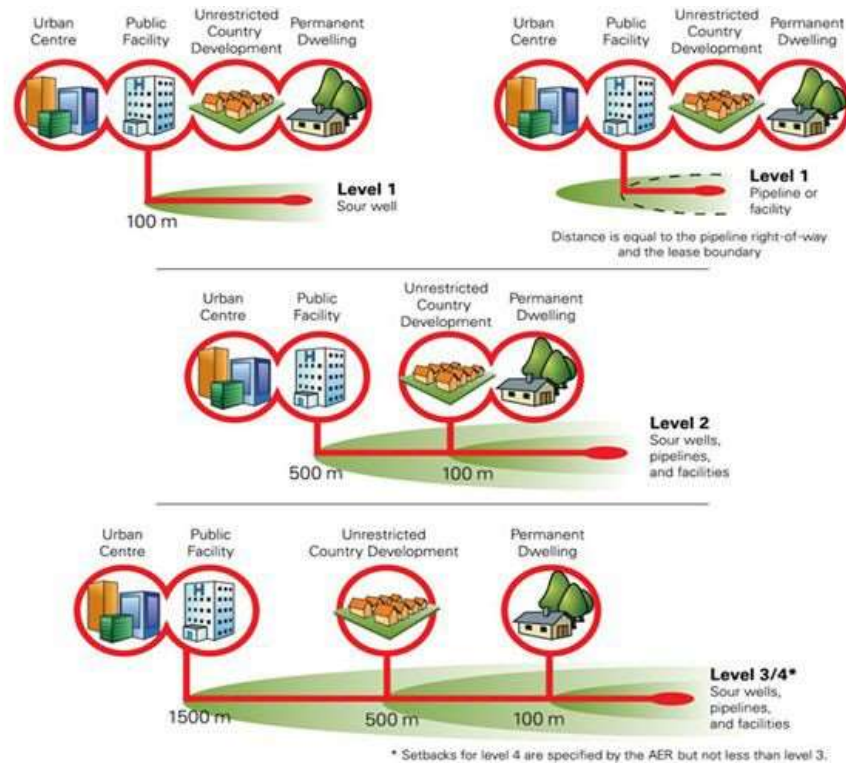 Urban
Centre
Public
Facility
Unrestricted
Country
Development
Permanent
Dwelling
H
100 m
Level 1
Sour well
Urban
Centre
Public
Facility
Unrestricted
Country
Development
Permanent
Dwelling
H
Level 1
Pipeline or
facility
Distance is equal to the pipeline right-of-way
and the lease boundary
Urban
Centre
Public
Facility
Unrestricted
Country
Development
Permanent
Dwelling
H
500 m
100 m
Level 2
Sour wells,
pipelines,
and facilities
Urban
Centre
Public
Facility
Unrestricted
Country Development
Permanent
Dwelling
H
1500 m
500 m
100 m
Level 3/4*
Sour wells,
pipelines,
and facilities
* Setbacks for level 4 are specified by the AER but not less than level 3.